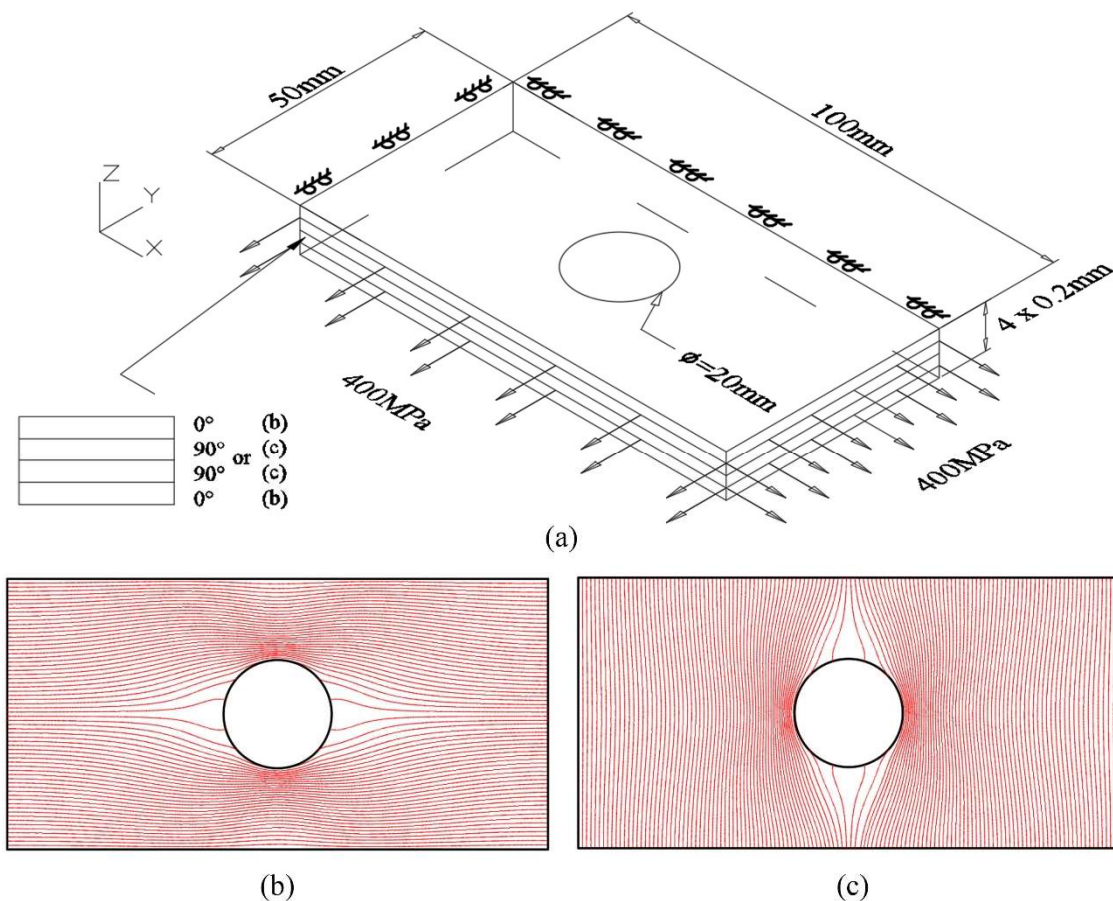 50mm
100mm
Z
Y
X
4 x 0.2mm
ø=20mm
400MPa
400MPa
0° (b)
90° or (c)
90° (c)
0° (b)
(a)
(b)
(c)